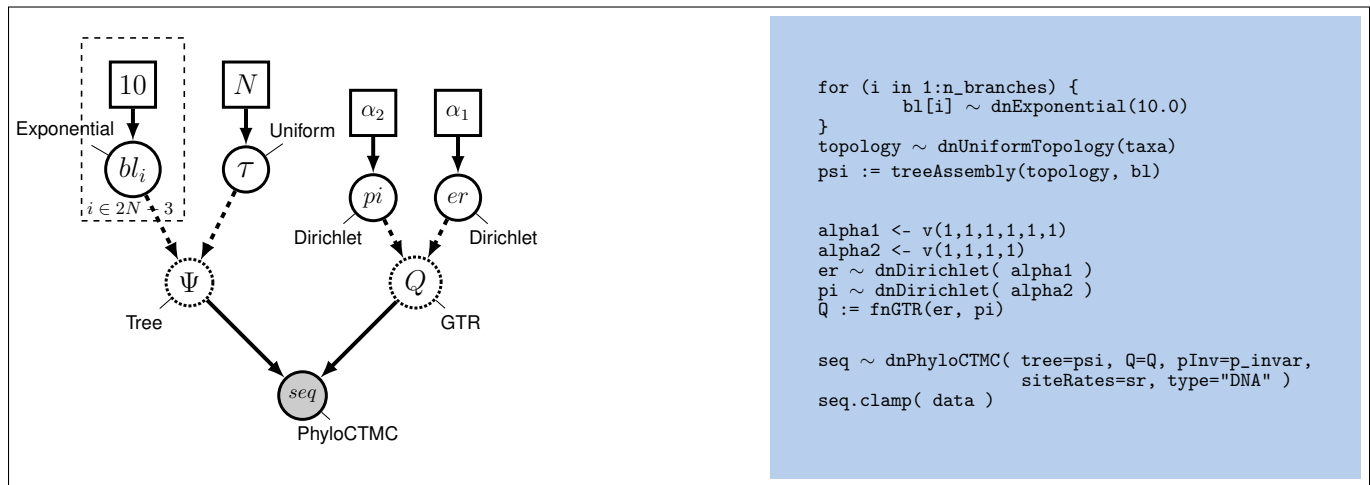 10
N
α₂
α₁
Exponential
Uniform
blᵢ
τ
pi
er
i ∈ 2N − 3
Dirichlet
Dirichlet
Ψ
Q
Tree
GTR
seq
PhyloCTMC
for (i in 1:n_branches) {
bl[i] ∼ dnExponential(10.0)
}
topology ∼ dnUniformTopology(taxa)
psi := treeAssembly(topology, bl)
alpha1 <- v(1,1,1,1,1,1)
alpha2 <- v(1,1,1,1)
er ∼ dnDirichlet( alpha1 )
pi ∼ dnDirichlet( alpha2 )
Q := fnGTR(er, pi)
seq ∼ dnPhyloCTMC( tree=psi, Q=Q, pInv=p_invar,
siteRates=sr, type="DNA" )
seq.clamp( data )